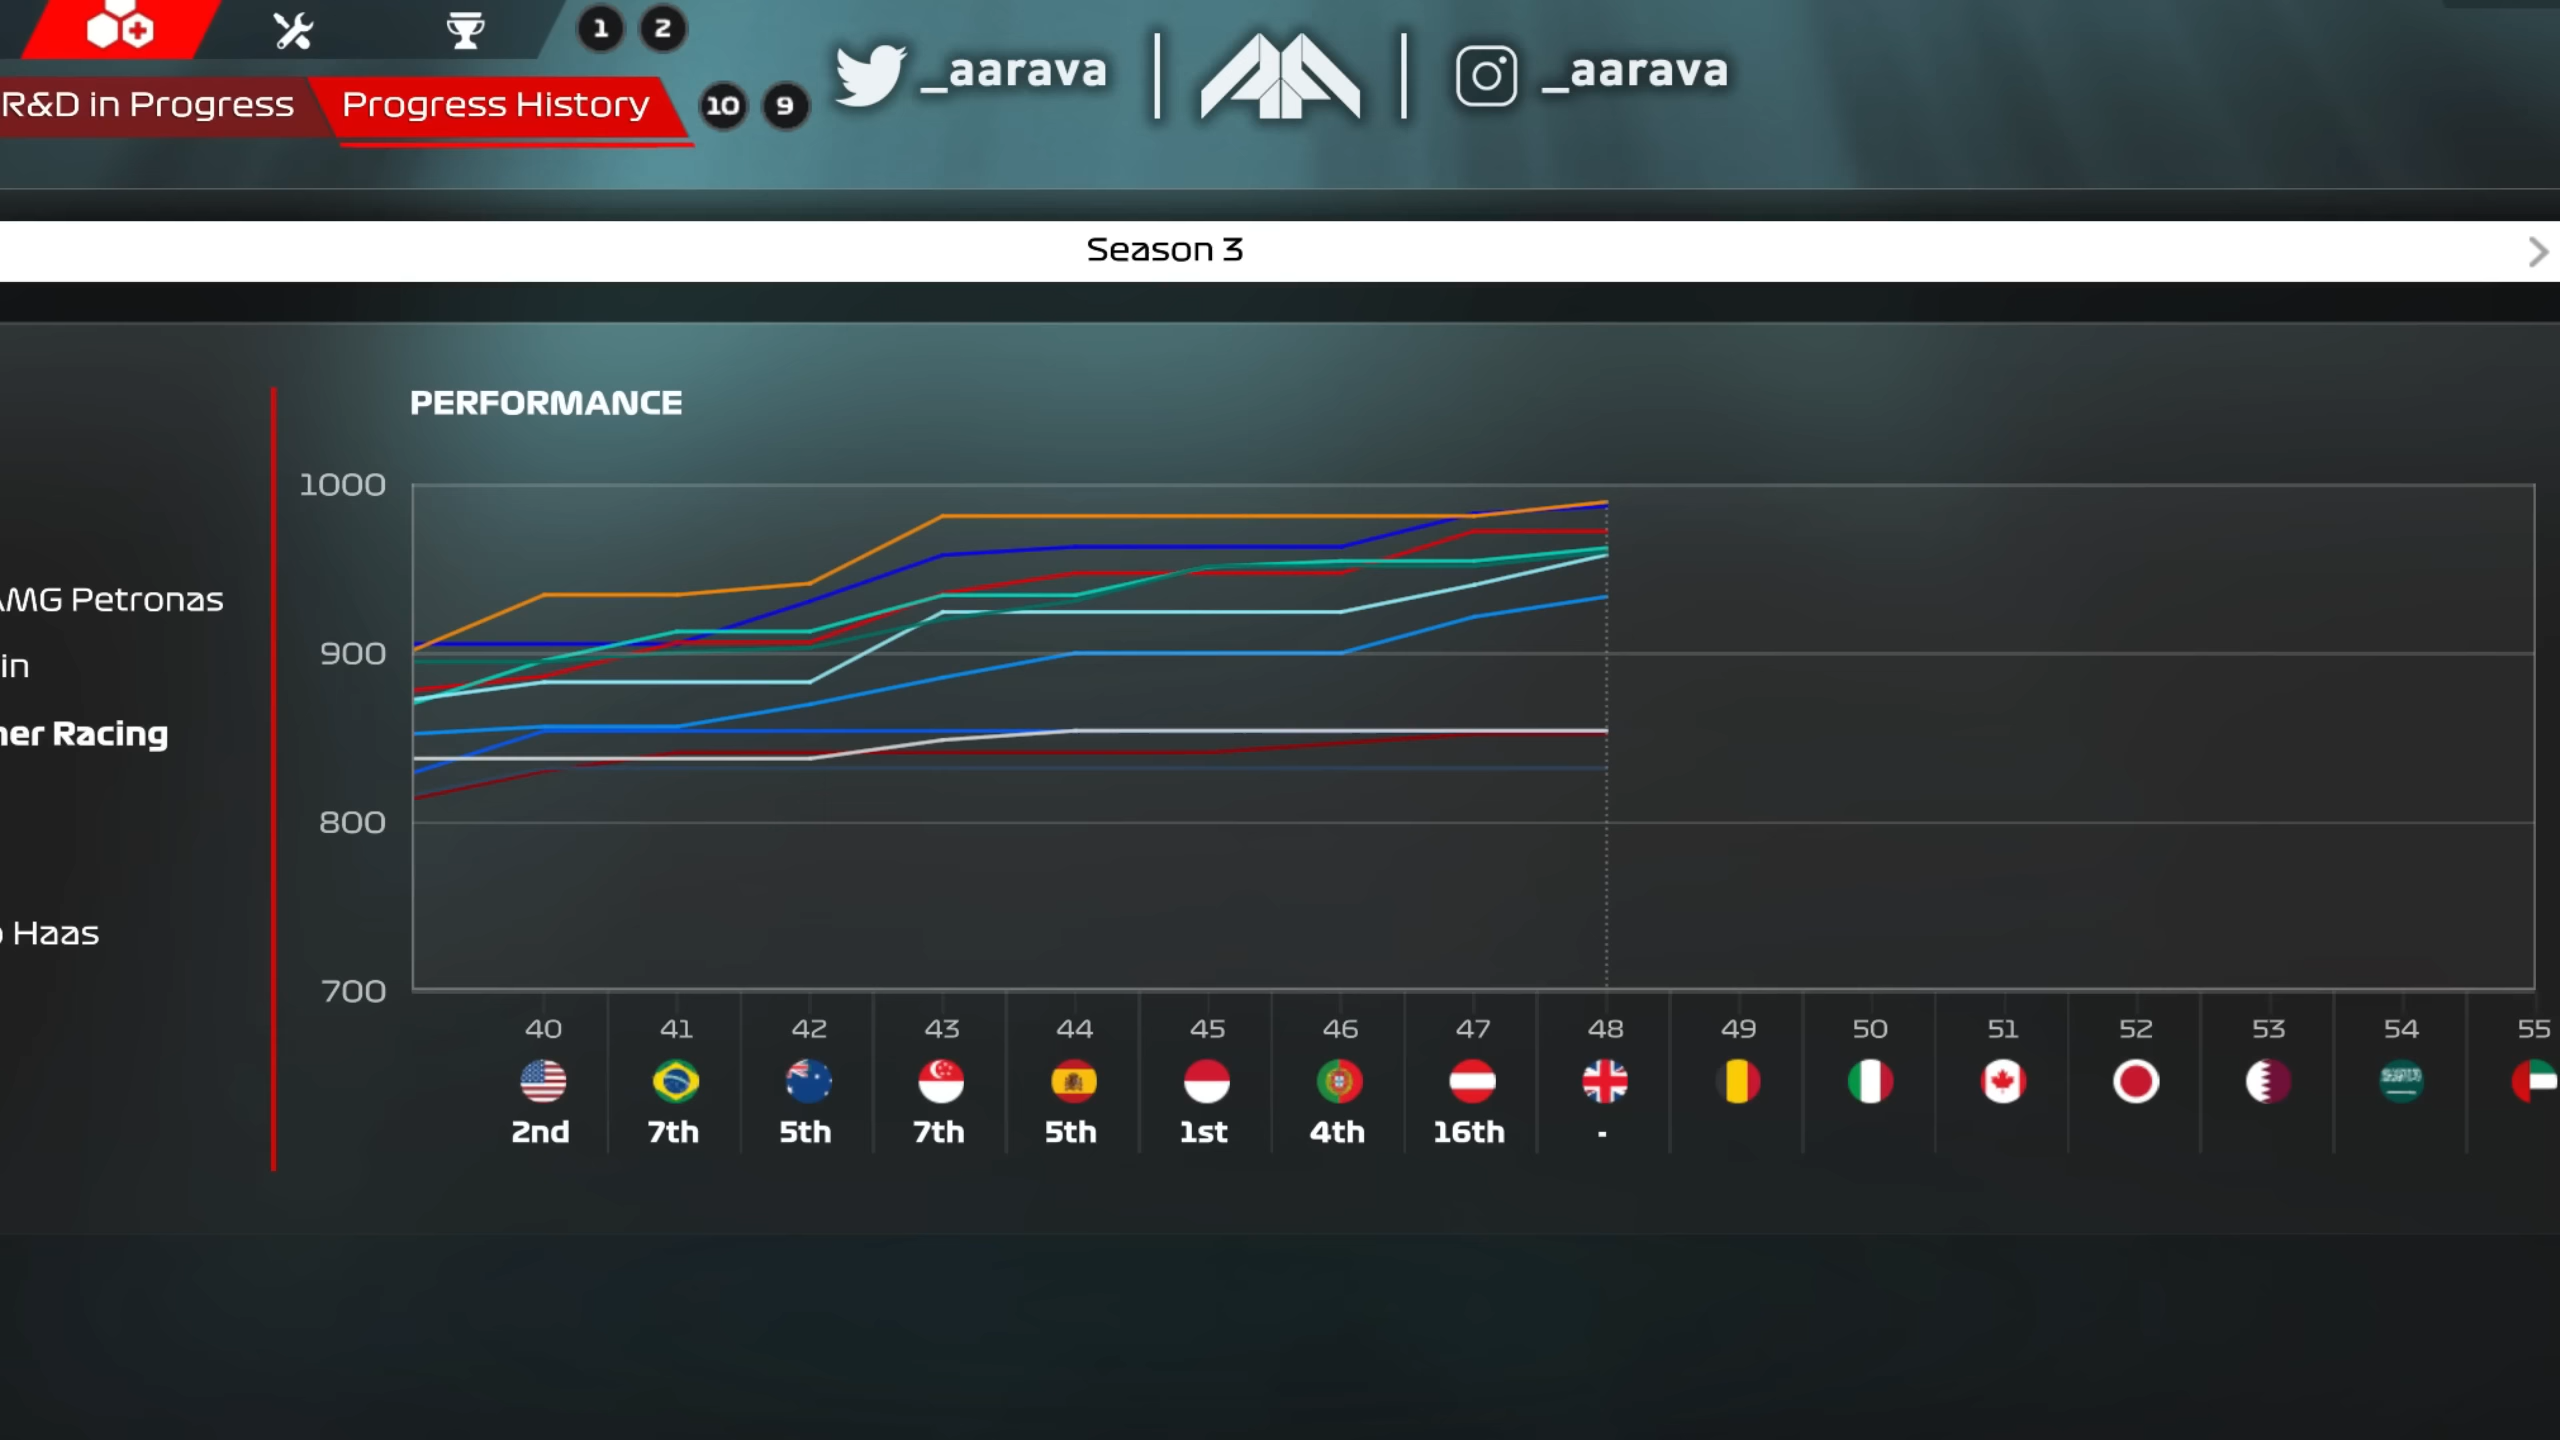 1 2
_aarava _aarava
R&D in Progress Progress History 10 9
Season 3
PERFORMANCE
1000
AMG Petronas
900
in
ner Racing
800
Haas
700
40 41 42 43 44 45 46 47 48 49 50 51 52 53 54 55
2nd 7th 5th 7th 5th 1st 4th 16th -